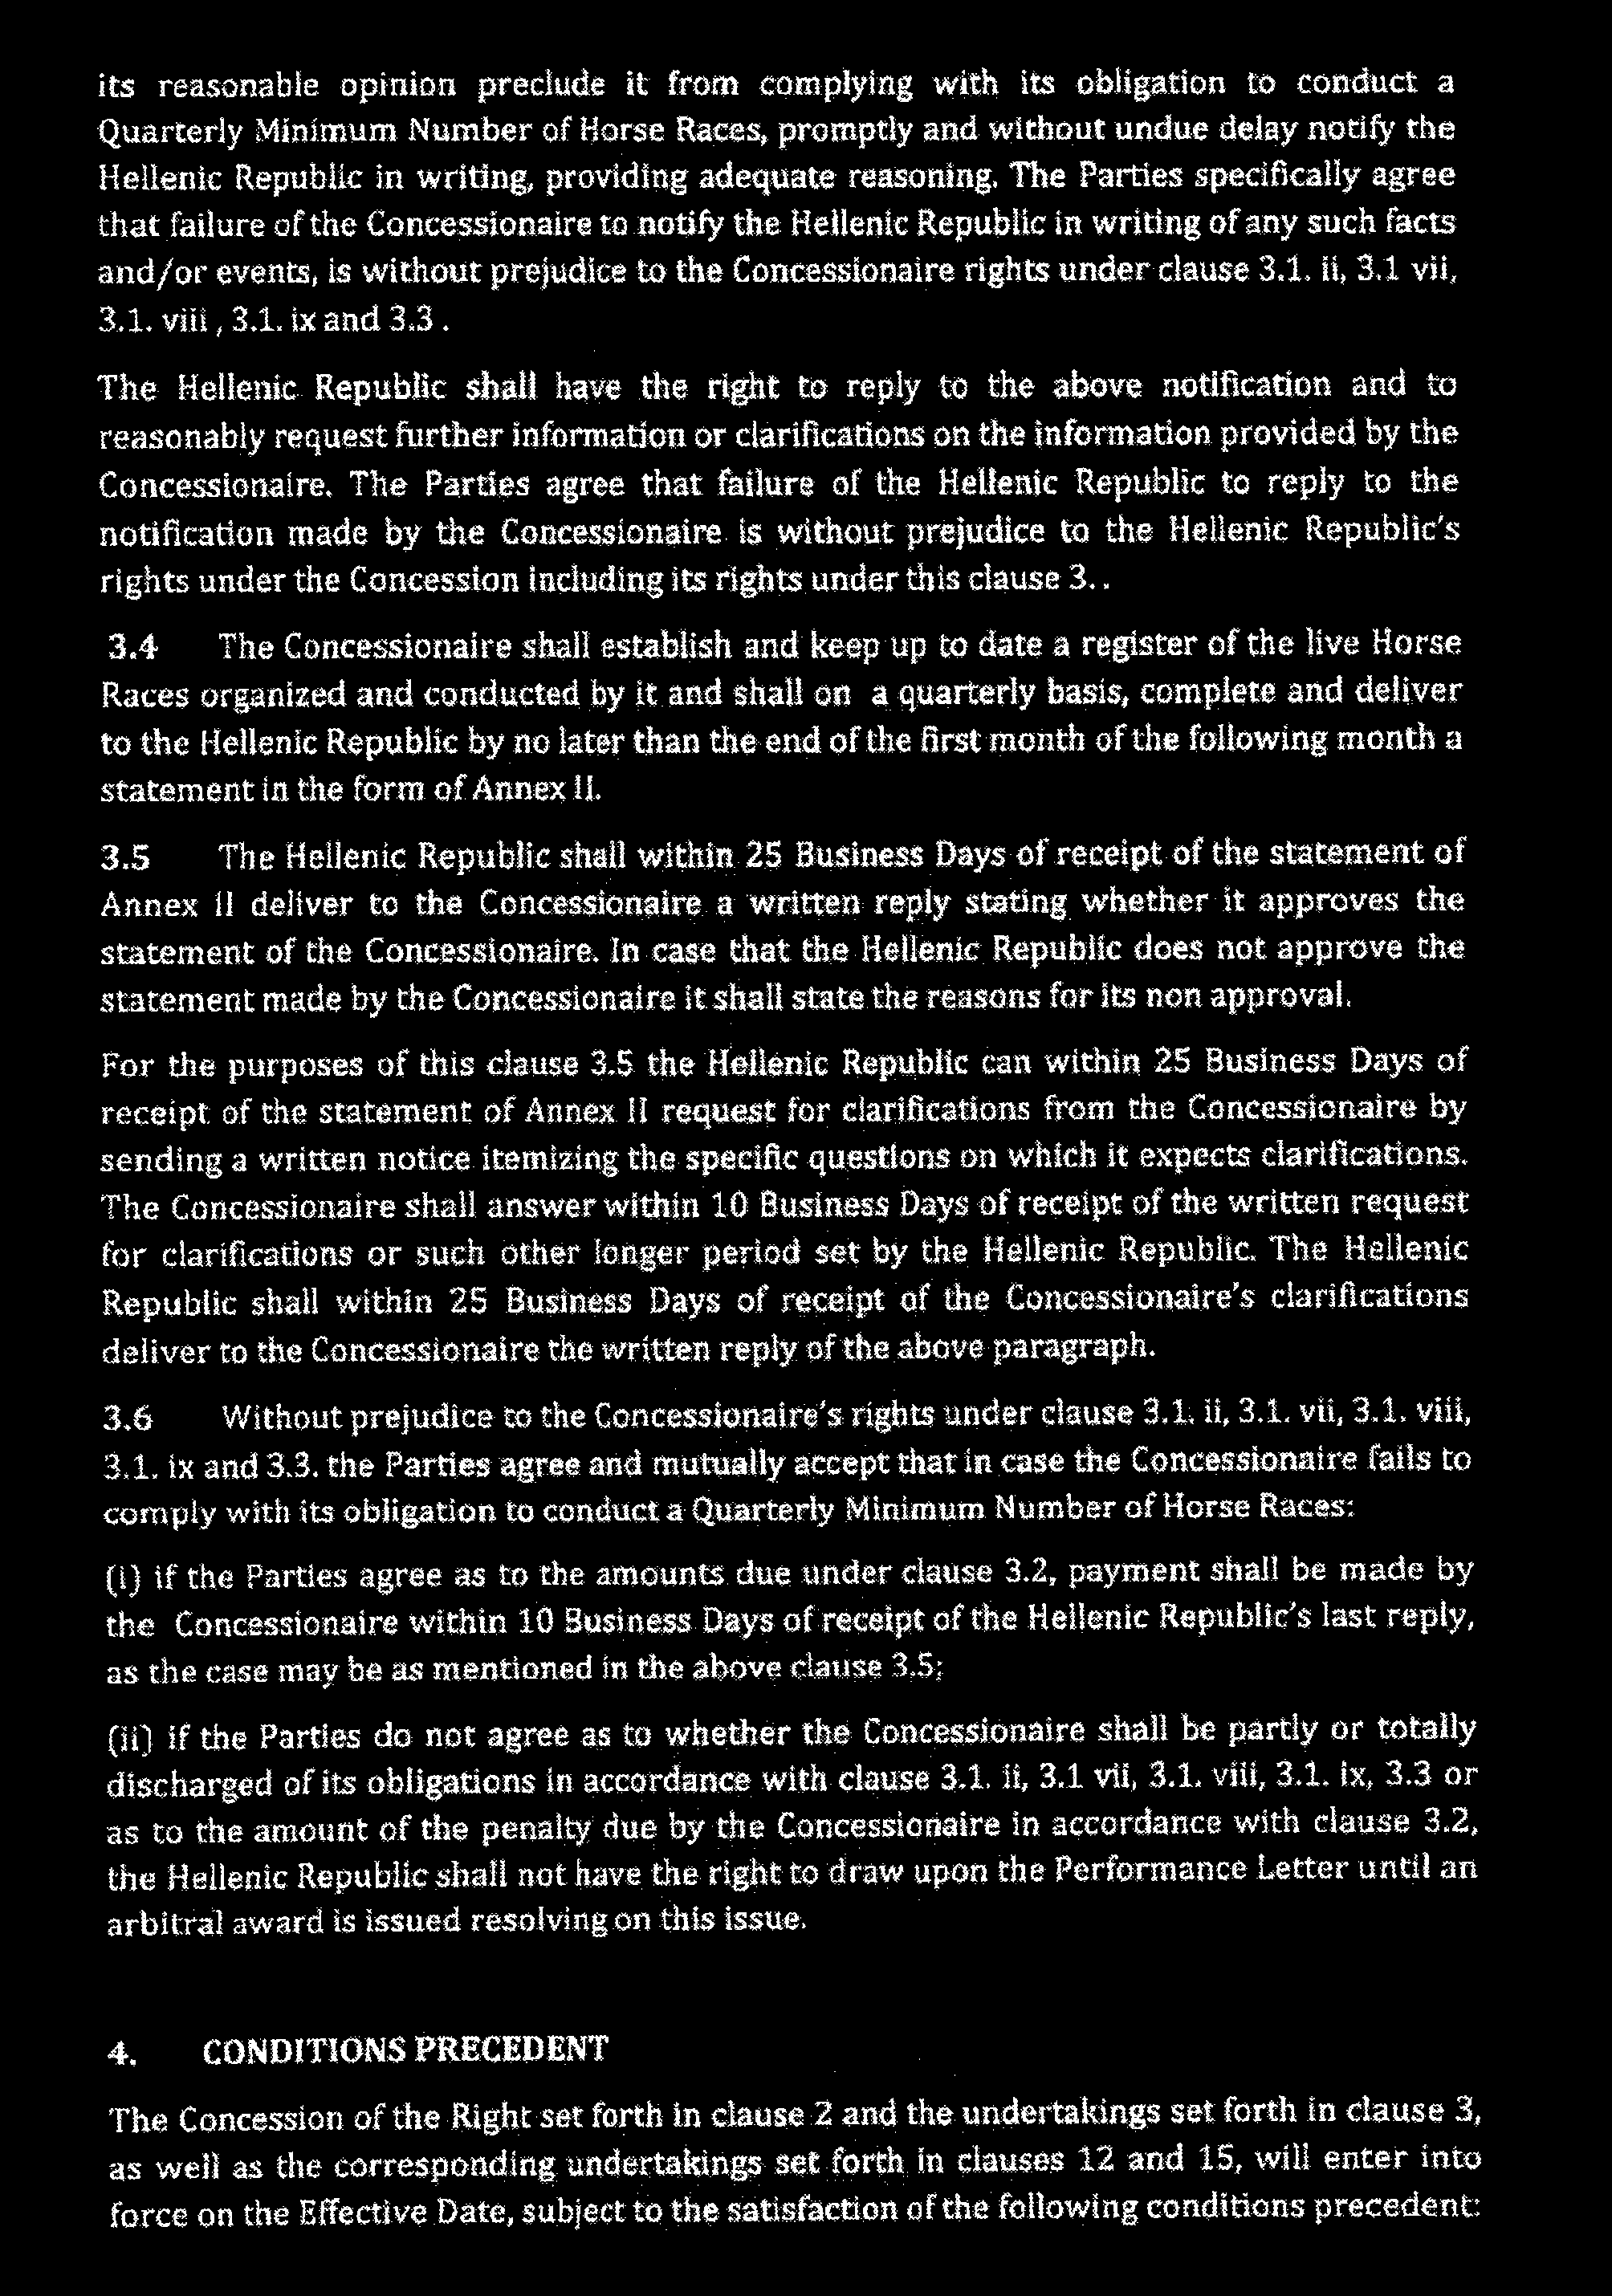 its reasonable opinion preclude it from complying with its obligation to conduct a
Quarterly Minimum Number of Horse Races, promptly and without undue delay notify the
Hellenic Republic in writing, providing adequate reasoning. The Parties specifically agree
that failure of the Concessionaire to notify the Hellenic Republic in writing of any such facts
and/or events, is without prejudice to the Concessionaire rights under clause 3.1. ii, 3.1 vii,
3.1. viii , 3.1. ix and 3.3 .
The Hellenic Republic shall have the right to reply to the above notification and to
reasonably request further information or clarifications on the information provided by the
Concessionaire. The Parties agree that failure of the Hellenic Republic to reply to the
notification made by the Concessionaire is without prejudice to the Hellenic Republic's
rights under the Concession including its rights under this clause 3. .
3.4 The Concessionaire shall establish and keep up to date a register of the live Horse
Races organized and conducted by it and shall on a quarterly basis, complete and deliver
to the Hellenic Republic by no later than the end of the first month of the following month a
statement in the form of Annex II.
3.5 The Hellenic Republic shall within 25 Business Days of receipt of the statement of
Annex II deliver to the Concessionaire a written reply stating whether it approves the
statement of the Concessionaire. In case that the Hellenic Republic does not approve the
statement made by the Concessionaire it shall state the reasons for its non approval.
For the purposes of this clause 3.5 the Hellenic Republic can within 25 Business Days of
receipt of the statement of Annex II request for clarifications from the Concessionaire by
sending a written notice itemizing the specific questions on which it expects clarifications.
The Concessionaire shall answer within 10 Business Days of receipt of the written request
for clarifications or such other longer period set by the Hellenic Republic. The Hellenic
Republic shall within 25 Business Days of receipt of the Concessionaire's clarifications
deliver to the Concessionaire the written reply of the above paragraph.
3.6 Without prejudice to the Concessionaire's rights under clause 3.1. ii, 3.1. vii, 3.1. viii,
3.1. ix and 3.3. the Parties agree and mutually accept that in case the Concessionaire fails to
comply with its obligation to conduct a Quarterly Minimum Number of Horse Races:
(i) if the Parties agree as to the amounts due under clause 3.2, payment shall be made by
the Concessionaire within 10 Business Days of receipt of the Hellenic Republic's last reply,
as the case may be as mentioned in the above clause 3.5;
(ii) if the Parties do not agree as to whether the Concessionaire shall be partly or totally
discharged of its obligations in accordance with clause 3.1. ii, 3.1 vii, 3.1. viii, 3.1. ix, 3.3 or
as to the amount of the penalty due by the Concessionaire in accordance with clause 3.2,
the Hellenic Republic shall not have the right to draw upon the Performance Letter until an
arbitral award is issued resolving on this issue.
4. CONDITIONS PRECEDENT
The Concession of the Right set forth in clause 2 and the undertakings set forth in clause 3,
as well as the corresponding undertakings set forth in clauses 12 and 15, will enter into
force on the Effective Date, subject to the satisfaction of the following conditions precedent: